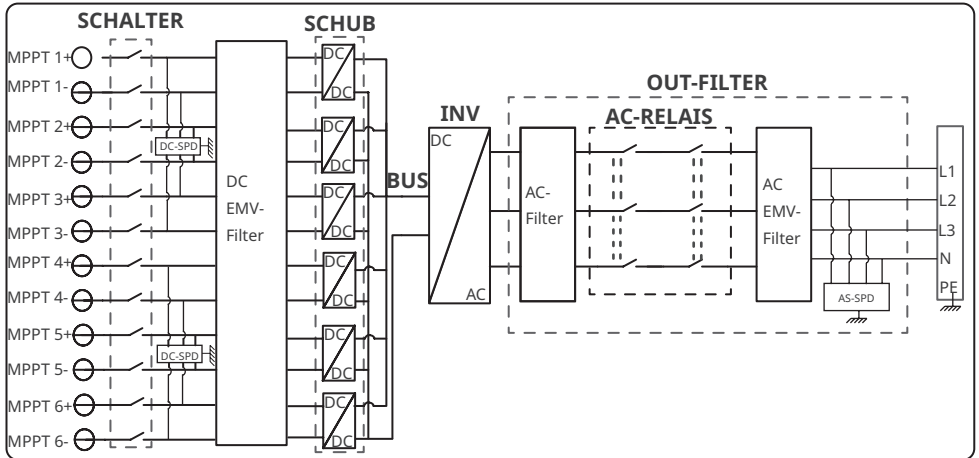 SCHALTER
SCHUB
MPPT 1+
MPPT 1-
MPPT 2+
MPPT 2-
MPPT 3+
MPPT 3-
MPPT 4+
MPPT 4-
MPPT 5+
MPPT 5-
MPPT 6+
MPPT 6-
DC-SPD
DC-SPD
DC
EMV-
Filter
DC
DC
DC
DC
DC
DC
DC
DC
DC
DC
DC
DC
BUS
INV
DC
AC
OUT-FILTER
AC-RELAIS
AC-
Filter
AC
EMV-
Filter
AS-SPD
L1
L2
L3
N
PE